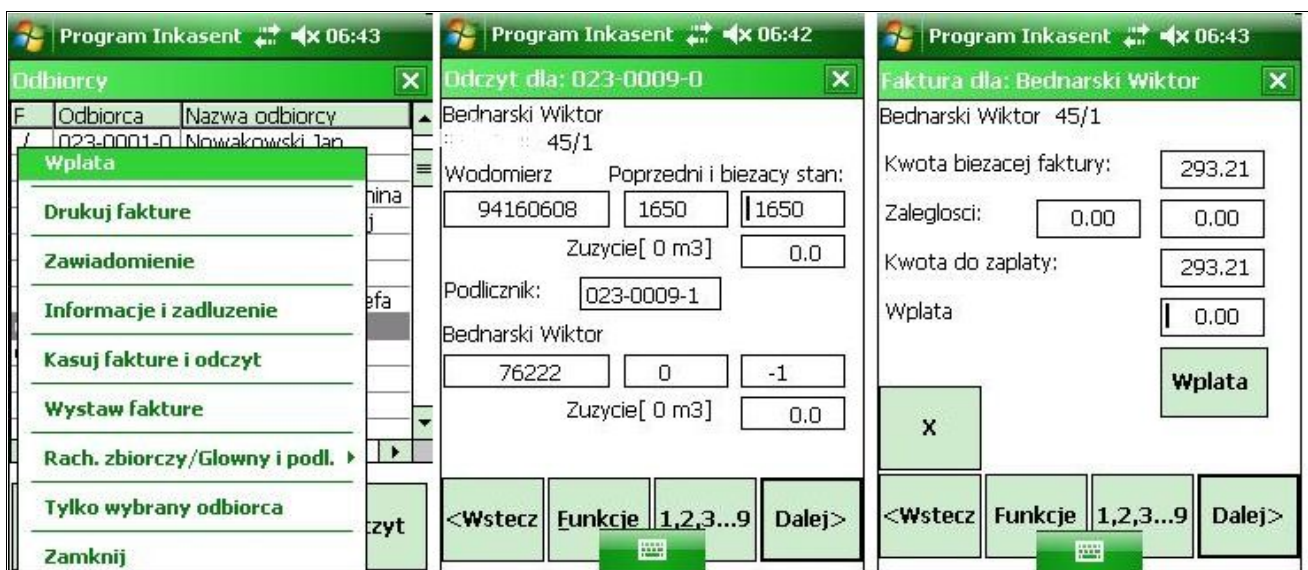 Program Inkasent 06:43
Odbiorcy X
F Odbiorca Nazwa odbiorcy
/ 023-0001-0 Nowakowski Jan
Wplata
Drukuj fakture
Zawiadomienie
Informacje i zadluzenie
Kasuj fakture i odczyt
Wystaw fakture
Rach. zbiorczy/Glowny i podl.
Tylko wybrany odbiorca
Zamknij
Program Inkasent 06:42
Odczyt dla: 023-0009-0 X
Bednarski Wiktor
45/1
Wodomierz Poprzedni i biezacy stan:
94160608 1650 1650
Zuzycie[ 0 m3] 0.0
Podlicznik: 023-0009-1
Bednarski Wiktor
76222 0 -1
Zuzycie[ 0 m3] 0.0
<Wstecz Funkcje 1,2,3...9 Dalej>
Program Inkasent 06:43
Faktura dla: Bednarski Wiktor X
Bednarski Wiktor 45/1
Kwota biezacej faktury: 293.21
Zaleglosci: 0.00 0.00
Kwota do zaplaty: 293.21
Wplata 0.00
Wplata
X
<Wstecz Funkcje 1,2,3...9 Dalej>